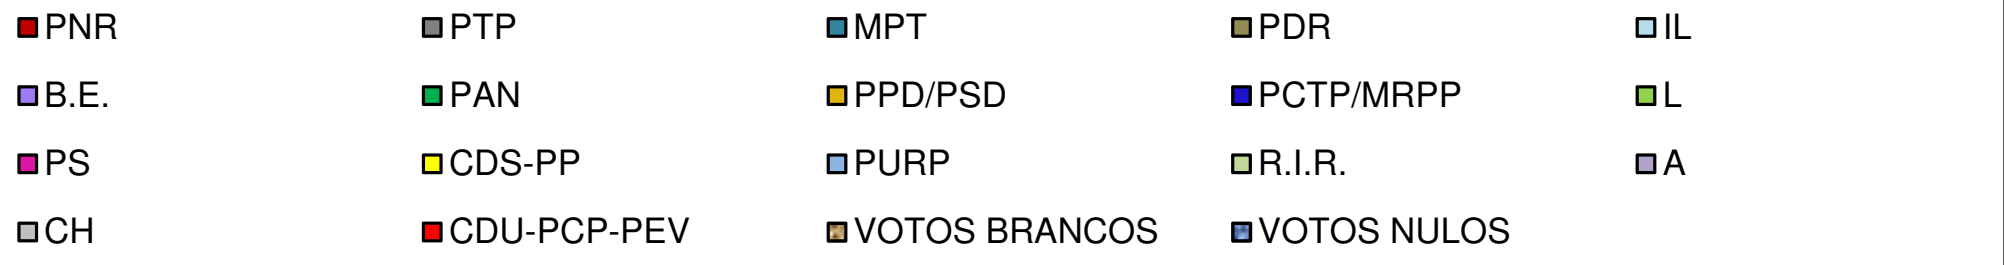 PNR PTP MPT PDR IL
B.E. PAN PPD/PSD PCTP/MRPP L
PS CDS-PP PURP R.I.R. A
CH CDU-PCP-PEV VOTOS BRANCOS VOTOS NULOS